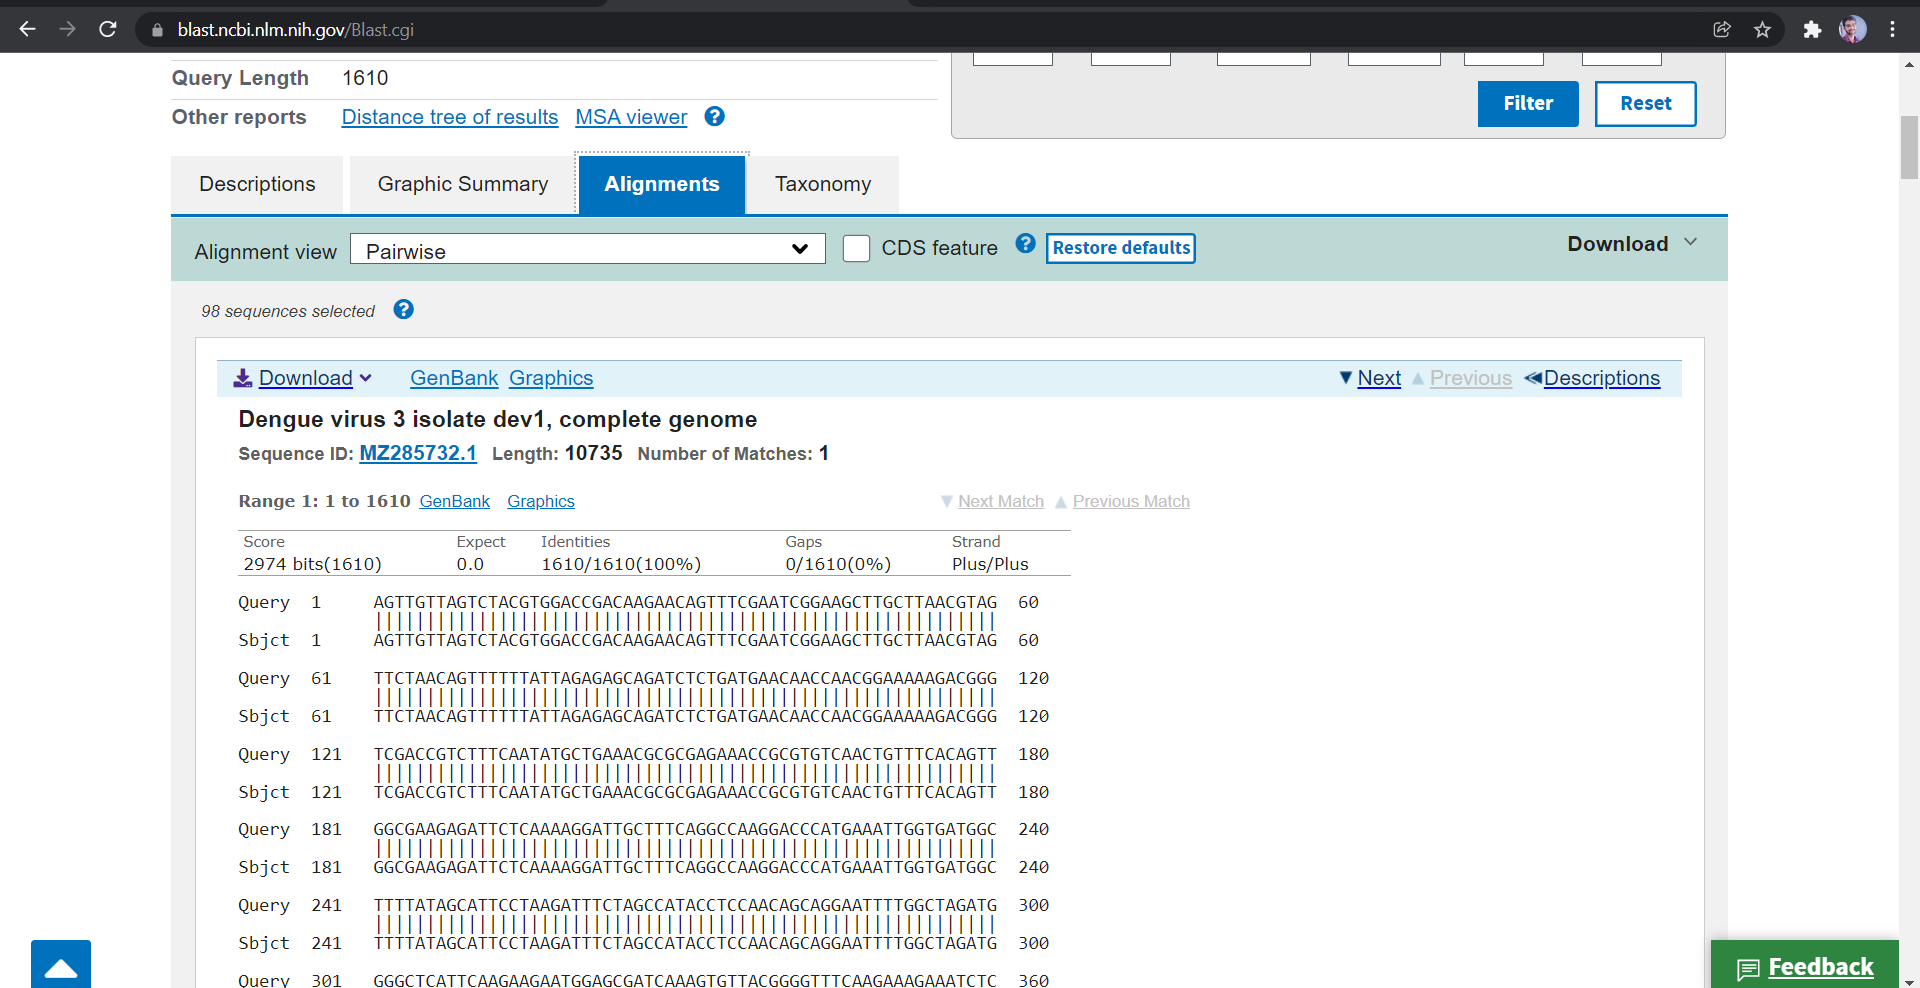 blast.ncbi.nlm.nih.gov/Blast.cgi
Query Length 1610
Other reports Distance tree of results MSA viewer ?
Filter Reset
Descriptions Graphic Summary Alignments Taxonomy
Alignment view Pairwise CDS feature ? Restore defaults Download
98 sequences selected ?
Download GenBank Graphics Next Previous Descriptions
Dengue virus 3 isolate dev1, complete genome
Sequence ID: MZ285732.1 Length: 10735 Number of Matches: 1
Range 1: 1 to 1610 GenBank Graphics Next Match Previous Match
Score Expect Identities Gaps Strand
2974 bits(1610) 0.0 1610/1610(100%) 0/1610(0%) Plus/Plus
Query 1 AGTTGTTAGTCTACGTGGACCGACAAGAACAGTTTCGAATCGGAAGCTTGCTTAACGTAG 60
Sbjct 1 AGTTGTTAGTCTACGTGGACCGACAAGAACAGTTTCGAATCGGAAGCTTGCTTAACGTAG 60
Query 61 TTCTAACAGTTTTTTATTAGAGAGCAGATCTCTGATGAACAACCAACGGAAAAAGACGGG 120
Sbjct 61 TTCTAACAGTTTTTTATTAGAGAGCAGATCTCTGATGAACAACCAACGGAAAAAGACGGG 120
Query 121 TCGACCGTCTTTCAATATGCTGAAACGCGCGAGAAACCGCGTGTCAACTGTTTCACAGTT 180
Sbjct 121 TCGACCGTCTTTCAATATGCTGAAACGCGCGAGAAACCGCGTGTCAACTGTTTCACAGTT 180
Query 181 GGCGAAGAGATTCTCAAAAGGATTGCTTTCAGGCCAAGGACCCATGAAATTGGTGATGGC 240
Sbjct 181 GGCGAAGAGATTCTCAAAAGGATTGCTTTCAGGCCAAGGACCCATGAAATTGGTGATGGC 240
Query 241 TTTTATAGCATTCCTAAGATTTCTAGCCATACCTCCAACAGCAGGAATTTTGGCTAGATG 300
Sbjct 241 TTTTATAGCATTCCTAAGATTTCTAGCCATACCTCCAACAGCAGGAATTTTGGCTAGATG 300
Query 301 GGGCTCATTCAAGAAGAATGGAGCGATCAAAGTGTTACGGGGTTTCAAGAAAGAAATCTC 360
Feedback